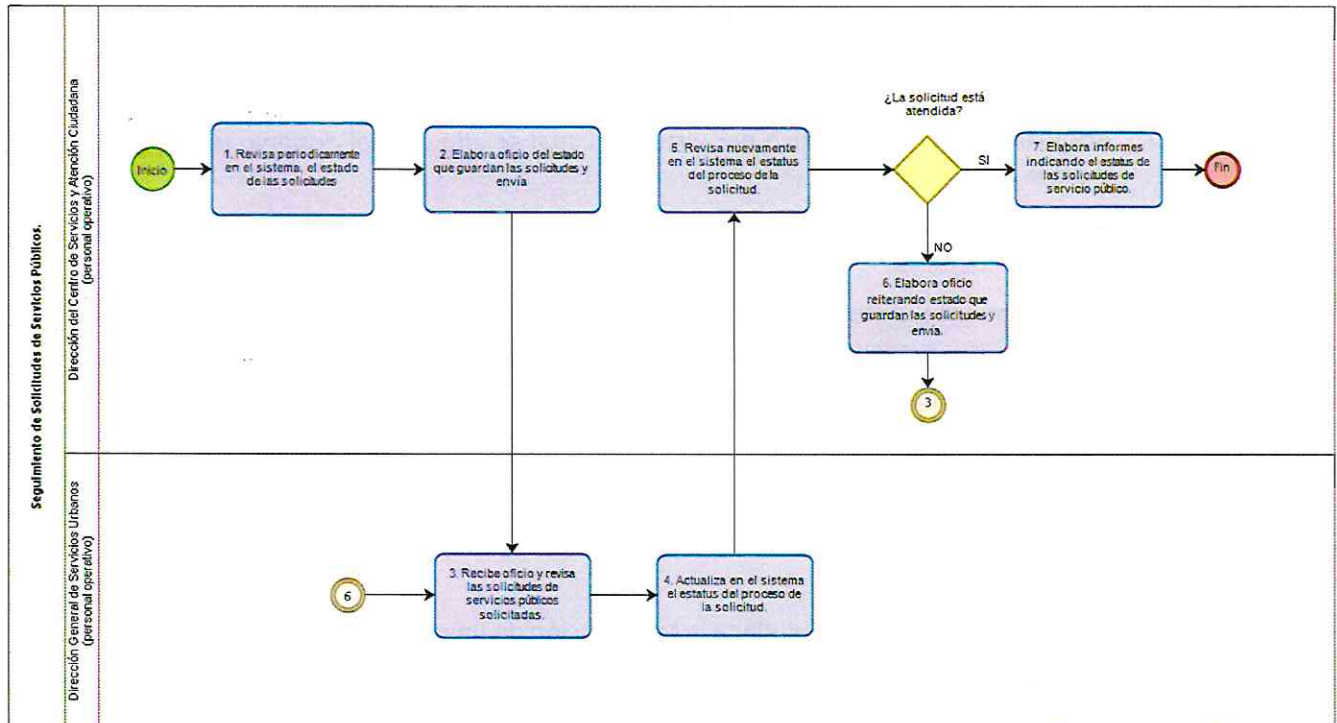 Seguimiento de Solicitudes de Servicios Públicos.
Dirección del Centro de Servicios y Atención Ciudadana
(personal operativo)
Inicio
1. Revisa periodicamente
en el sistema, el estado
de las solicitudes
2. Elabora oficio del estado
que guardan las solicitudes y
envía
5. Revisa nuevamente
en el sistema el estatus
del proceso de la
solicitud.
¿La solicitud está
atendida?
SI
7. Elabora informes
indicando el estatus de
las solicitudes de
servicio público.
Fin
NO
6. Elabora oficio
reiterando estado que
guardan las solicitudes y
envia.
3
Dirección General de Servicios Urbanos
(personal operativo)
6
3. Recibe oficio y revisa
las solicitudes de
servicios públicos
solicitadas.
4. Actualiza en el sistema
el estatus del proceso de
la solicitud.